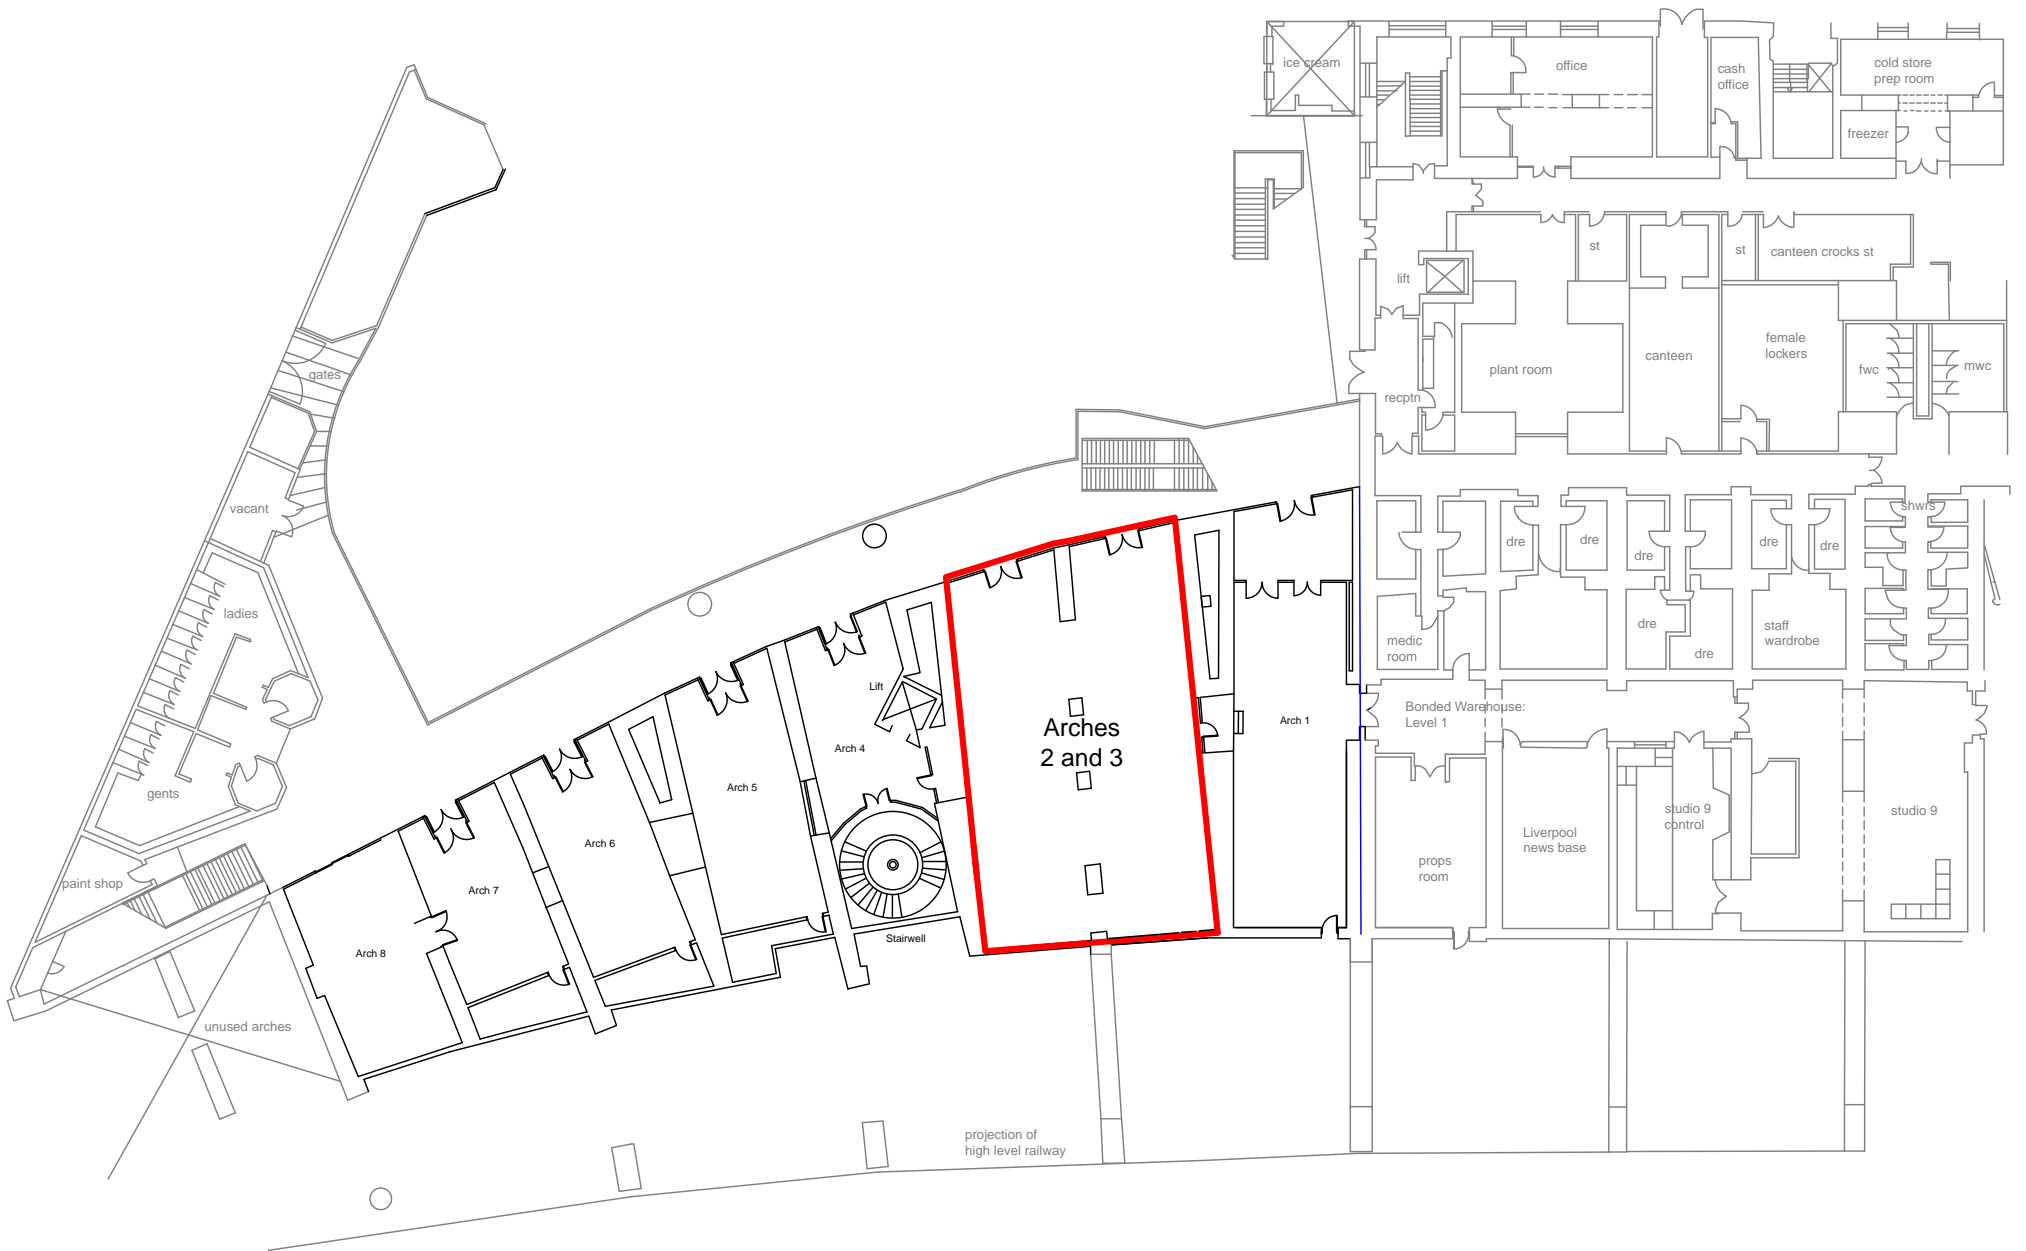 ice cream
office
cash
office
cold store
prep room
freezer
st
st
canteen crocks st
lift
gates
plant room
canteen
female
lockers
fwc
mwc
recptn
vacant
shwrs
dre
dre
dre
dre
dre
ladies
dre
staff
wardrobe
medic
room
dre
Lift
Bonded Warehouse:
Level 1
Arch 1
Arches
2 and 3
Arch 4
Arch 5
gents
studio 9
control
studio 9
Liverpool
news base
Arch 6
props
room
paint shop
Arch 7
Stairwell
Arch 8
unused arches
projection of
high level railway